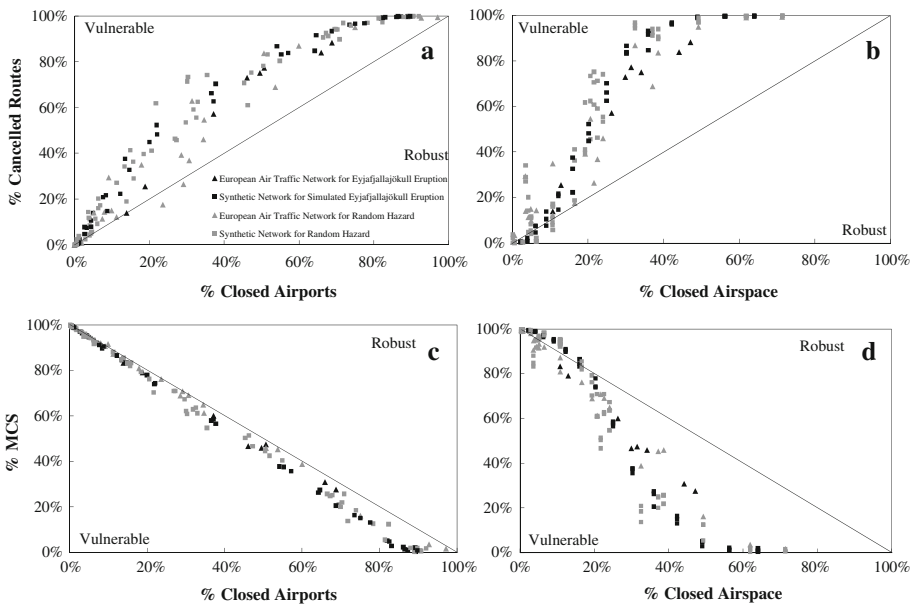 100%
80%
60%
40%
20%
0%
% Cancelled Routes
Vulnerable
a
Robust
European Air Traffic Network for Eyjafjallajökull Eruption
Synthetic Network for Simulated Eyjafjallajökull Eruption
European Air Traffic Network for Random Hazard
Synthetic Network for Random Hazard
0% 20% 40% 60% 80% 100%
% Closed Airports
100%
80%
60%
40%
20%
0%
Vulnerable
b
Robust
0% 20% 40% 60% 80% 100%
% Closed Airspace
100%
80%
60%
40%
20%
0%
% MCS
Robust
c
Vulnerable
0% 20% 40% 60% 80% 100%
% Closed Airports
100%
80%
60%
40%
20%
0%
Robust
d
Vulnerable
0% 20% 40% 60% 80% 100%
% Closed Airspace